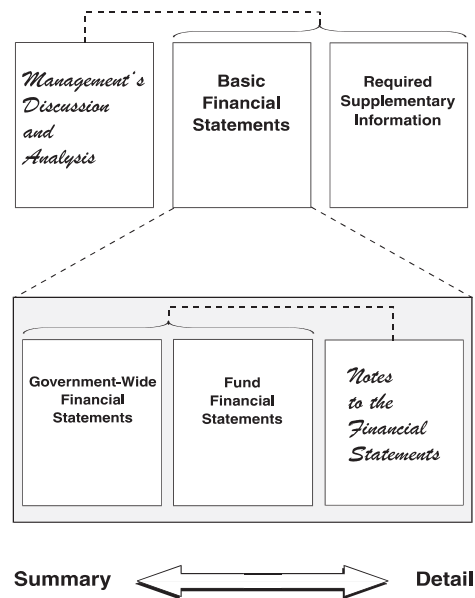 Management's
Discussion
and
Analysis
Basic
Financial
Statements
Required
Supplementary
Information
Government-Wide
Financial
Statements
Fund
Financial
Statements
Notes
to the
Financial
Statements
Summary
Detail